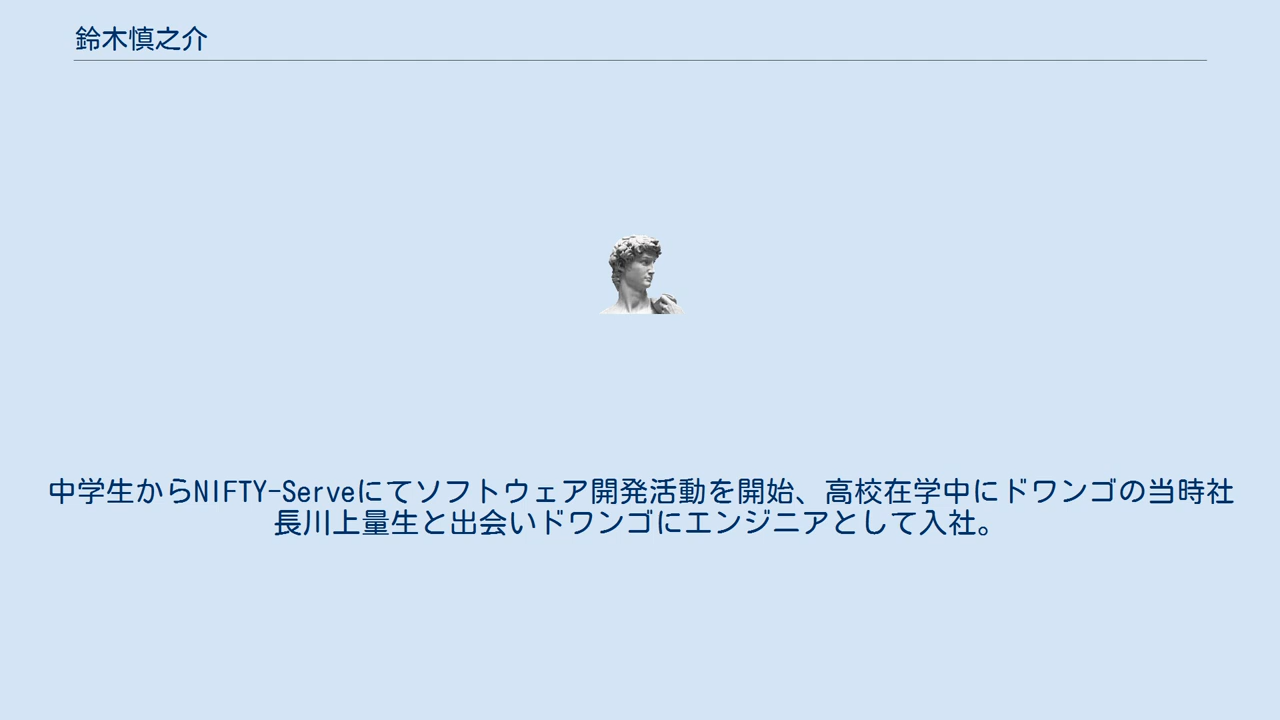 鈴木慎之介
中学生からNIFTY-Serveにてソフトウェア開発活動を開始、高校在学中にドワンゴの当時社
長川上量生と出会いドワンゴにエンジニアとして入社。